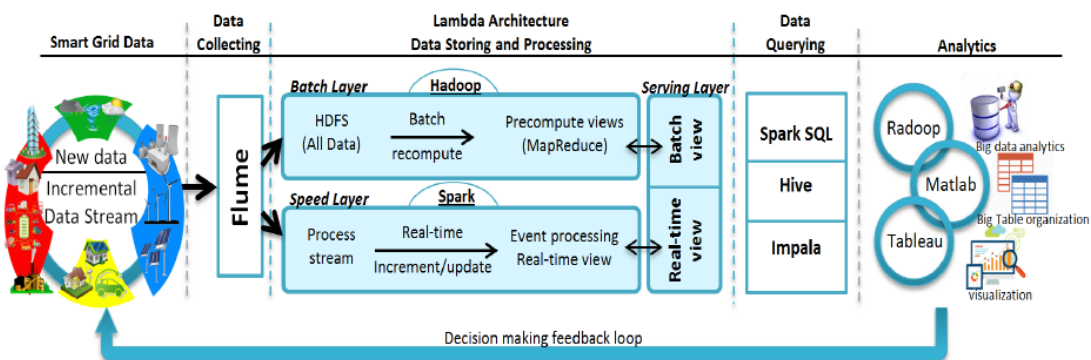 Smart Grid Data
Data
Collecting
Lambda Architecture
Data Storing and Processing
Data
Querying
Analytics
New data
Incremental
Data Stream
Flume
Batch Layer
Hadoop
HDFS
(All Data)
Batch
recompute
Precompute views
(MapReduce)
Speed Layer
Spark
Process
stream
Real-time
Increment/update
Event processing
Real-time view
Serving Layer
Batch
view
Real-time
view
Spark SQL
Hive
Impala
Radoop
Matlab
Tableau
Big data analytics
Big Table organization
visualization
Decision making feedback loop